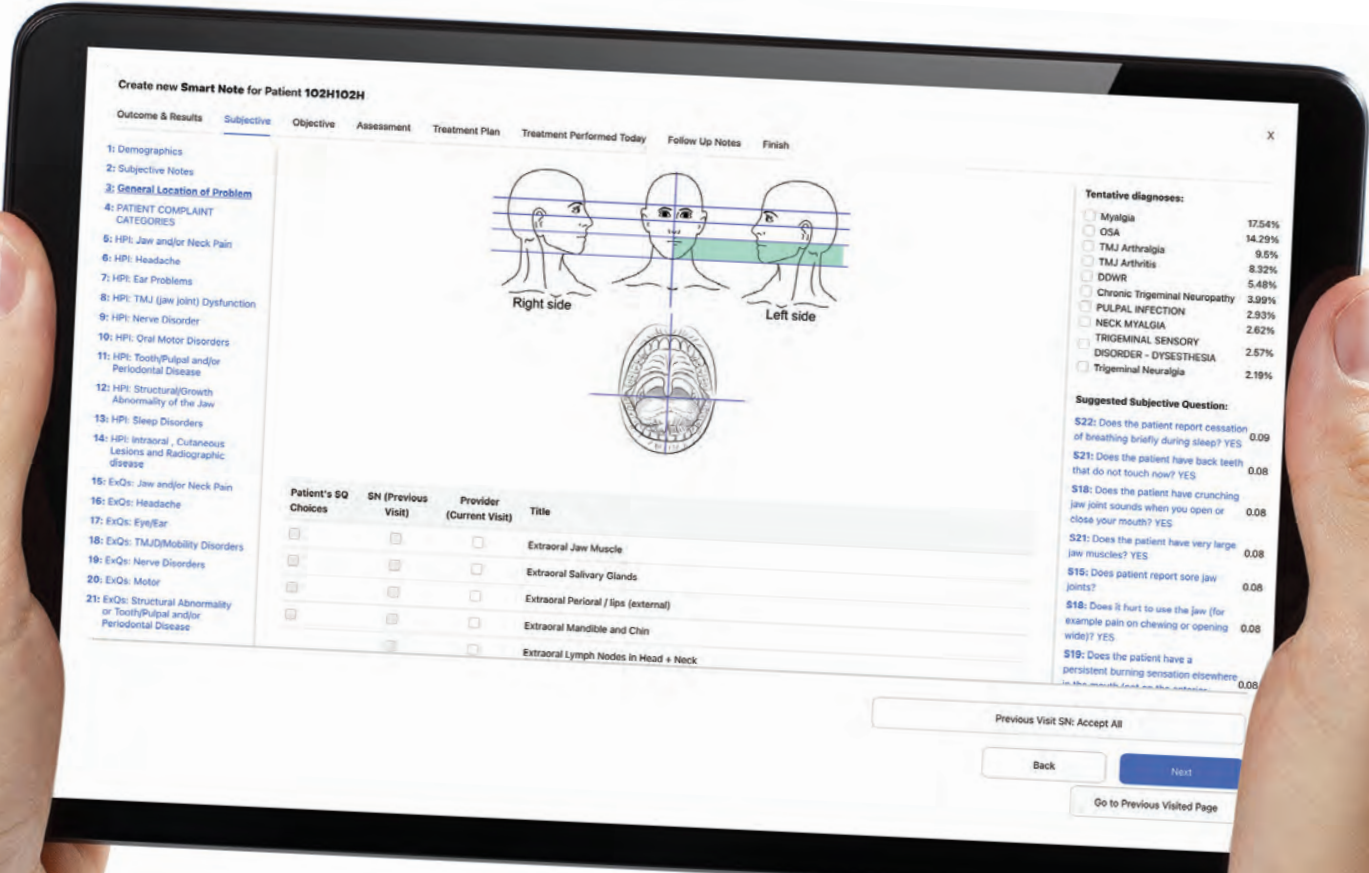 Create new Smart Note for Patient 102H102H
X
Outcome & Results Subjective Objective Assessment Treatment Plan Treatment Performed Today Follow Up Notes Finish
1: Demographics
2: Subjective Notes
3: General Location of Problem
4: PATIENT COMPLAINT
CATEGORIES
5: HPI: Jaw and/or Neck Pain
6: HPI: Headache
7: HPI: Ear Problems
8: HPI: TMJ (jaw joint) Dysfunction
9: HPI: Nerve Disorder
10: HPI: Oral Motor Disorders
11: HPI: Tooth/Pulpal and/or
Periodontal Disease
12: HPI: Structural/Growth
Abnormality of the Jaw
13: HPI: Sleep Disorders
14: HPI: Intraoral , Cutaneous
Lesions and Radiographic
disease
15: ExQs: Jaw and/or Neck Pain
16: ExQs: Headache
17: ExQs: Eye/Ear
18: ExQs: TMJD/Mobility Disorders
19: ExQs: Nerve Disorders
20: ExQs: Motor
21: ExQs: Structural Abnormality
or Tooth/Pulpal and/or
Periodontal Disease
Right side
Left side
Patient's SQ
Choices
SN (Previous
Visit)
Provider
(Current Visit)
Title
Extraoral Jaw Muscle
Extraoral Salivary Glands
Extraoral Perioral / lips (external)
Extraoral Mandible and Chin
Extraoral Lymph Nodes in Head + Neck
Tentative diagnoses:
Myalgia 17.54%
OSA 14.29%
TMJ Arthralgia 9.5%
TMJ Arthritis 8.32%
DDWR 5.48%
Chronic Trigeminal Neuropathy 3.99%
PULPAL INFECTION 2.93%
NECK MYALGIA 2.62%
TRIGEMINAL SENSORY
DISORDER - DYSESTHESIA 2.57%
Trigeminal Neuralgia 2.19%
Suggested Subjective Question:
S22: Does the patient report cessation
of breathing briefly during sleep? YES 0.09
S21: Does the patient have back teeth
that do not touch now? YES 0.08
S18: Does the patient have crunching
jaw joint sounds when you open or
close your mouth? YES 0.08
S21: Does the patient have very large
jaw muscles? YES 0.08
S15: Does patient report sore jaw
joints? 0.08
S18: Does it hurt to use the jaw (for
example pain on chewing or opening
wide)? YES 0.08
S19: Does the patient have a
persistent burning sensation elsewhere
in the mouth 0.08
Previous Visit SN: Accept All
Back
Next
Go to Previous Visited Page